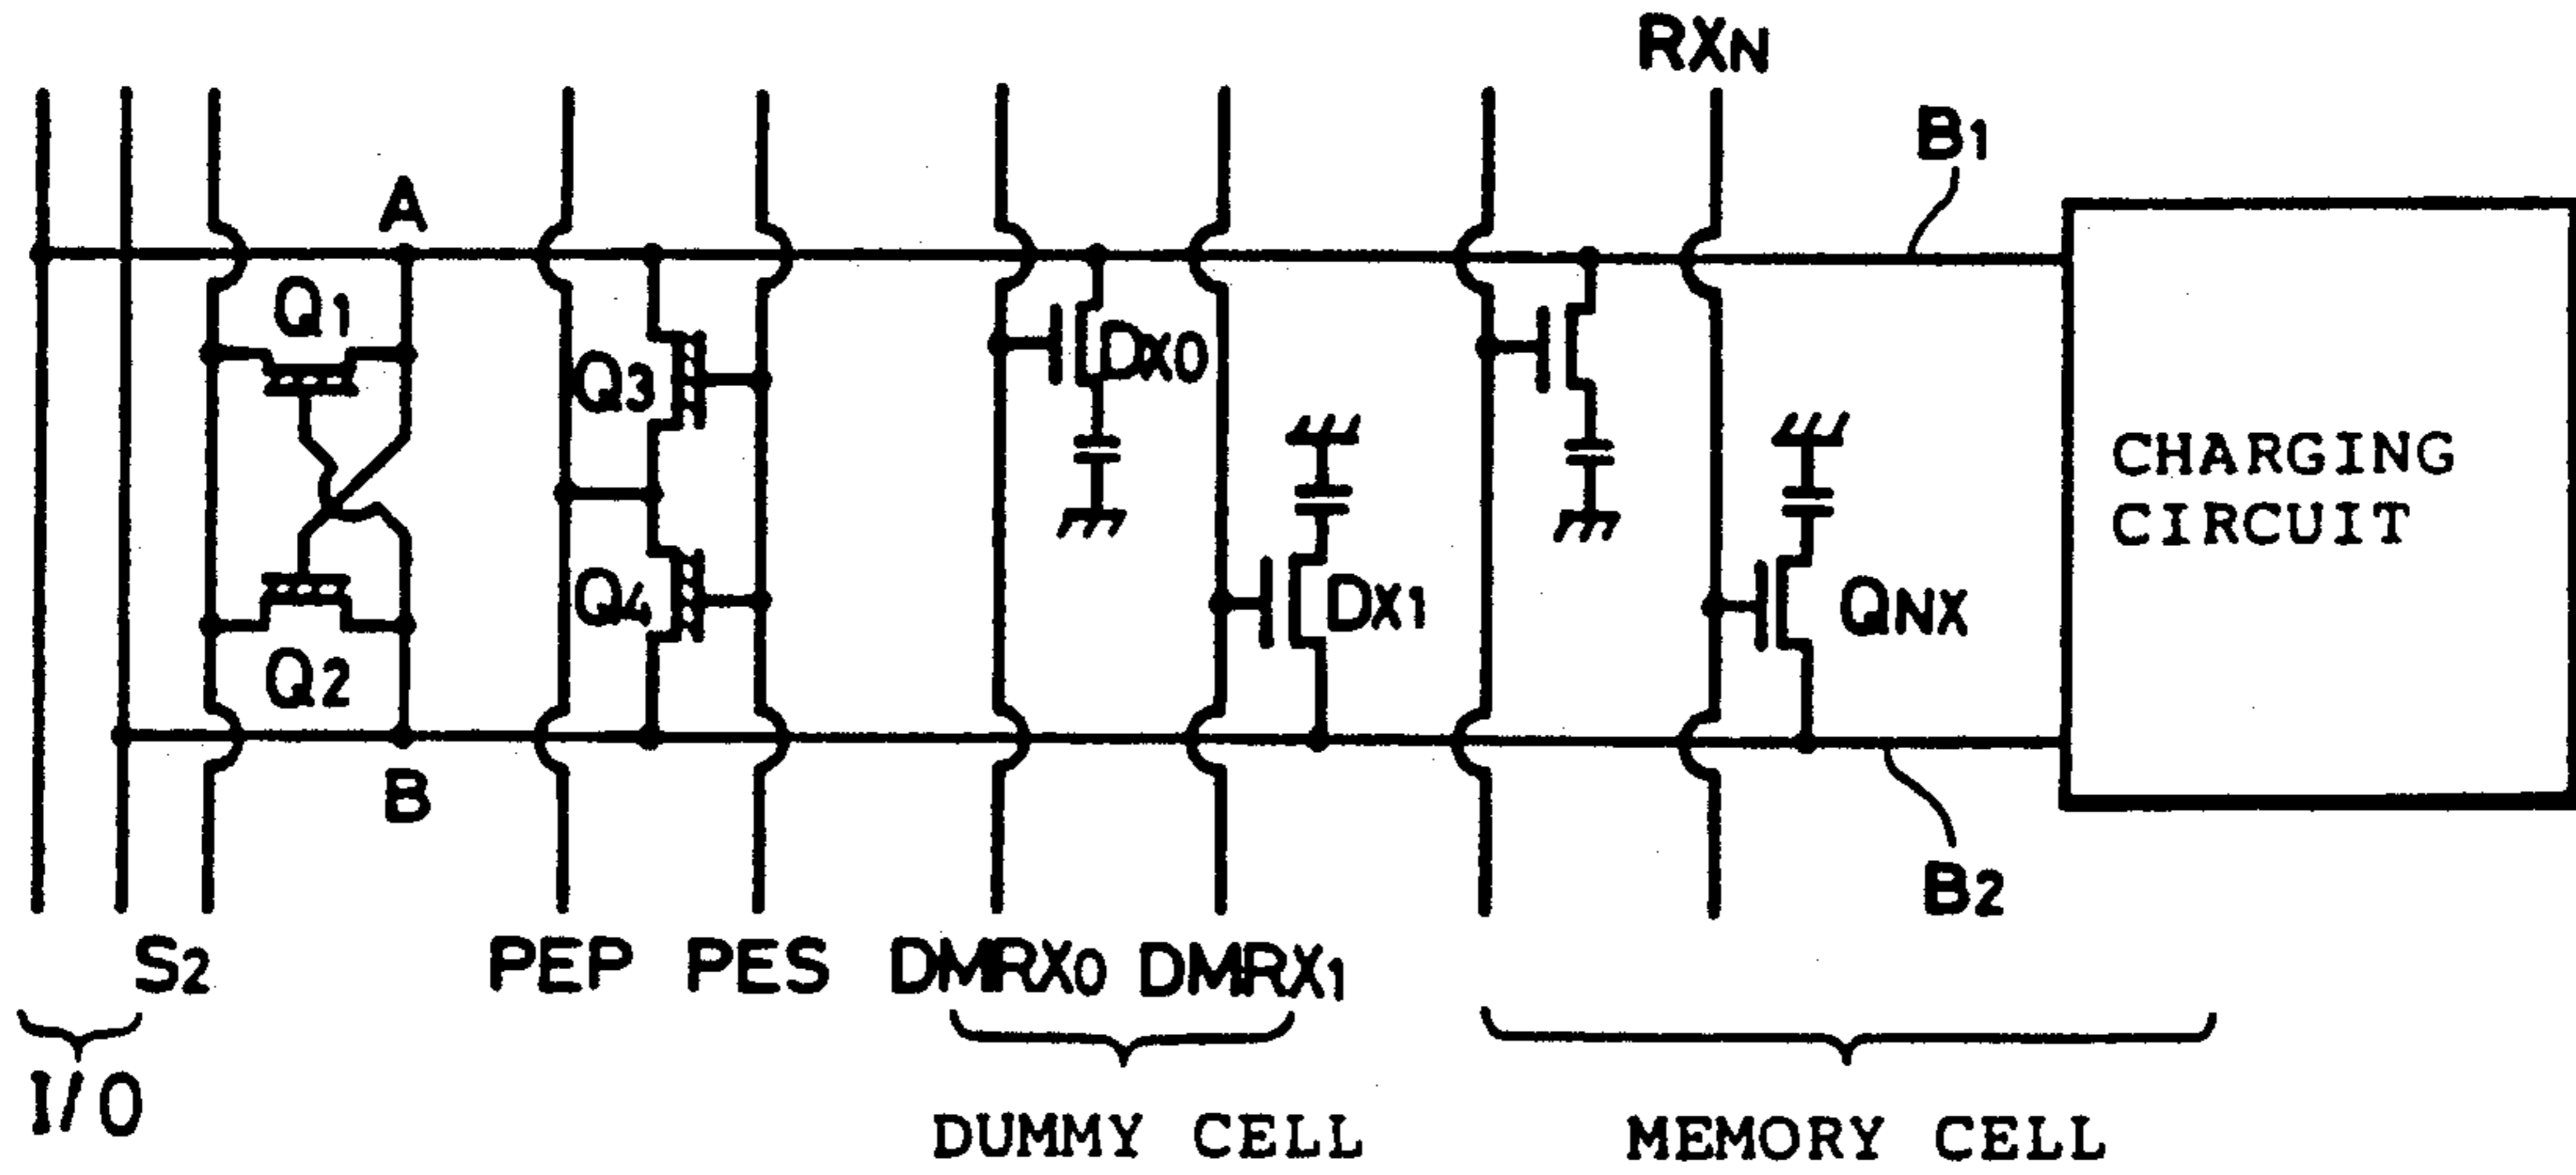 RXN
B1
A
Q1
Q3
DX0
CHARGING
CIRCUIT
Q4
DX1
QNX
Q2
B
B2
S2
PEP
PES
DMRX0
DMRX1
I/O
DUMMY CELL
MEMORY CELL